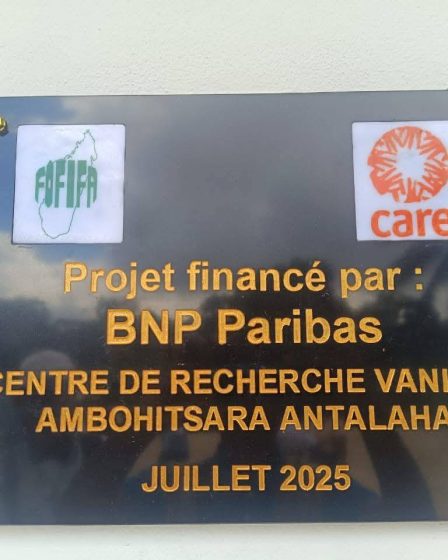 FOFIFA
care
Projet financé par :
BNP Paribas
CENTRE DE RECHERCHE
AMBOHITSARA ANTALAHA
JUILLET 2025